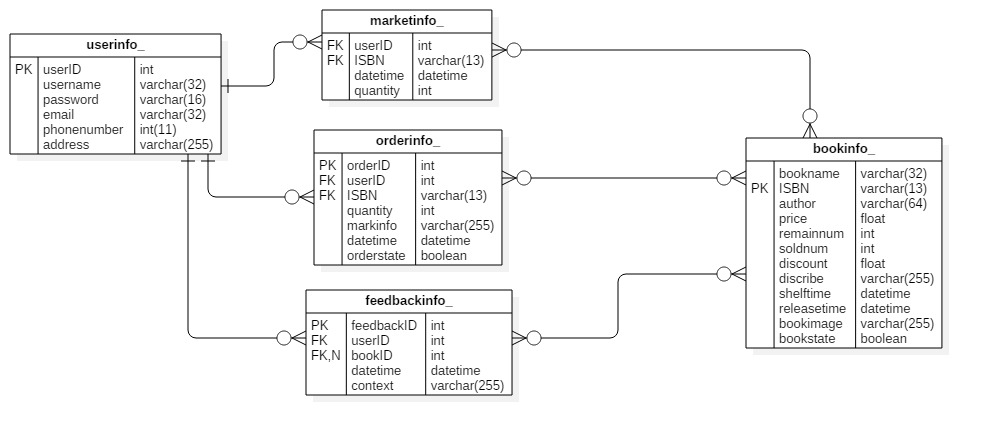 userinfo_
PK userID int
username varchar(32)
password varchar(16)
email varchar(32)
phonenumber int(11)
address varchar(255)
marketinfo_
FK userID int
FK ISBN varchar(13)
datetime datetime
quantity int
orderinfo_
PK orderID int
FK userID int
FK ISBN varchar(13)
quantity int
markinfo varchar(255)
datetime datetime
orderstate boolean
feedbackinfo_
PK feedbackID int
FK userID int
FK,N bookID int
datetime datetime
context varchar(255)
bookinfo_
bookname varchar(32)
PK ISBN varchar(13)
author varchar(64)
price float
remainnum int
soldnum int
discount float
discribe varchar(255)
shelftime datetime
releasetime datetime
bookimage varchar(255)
bookstate boolean